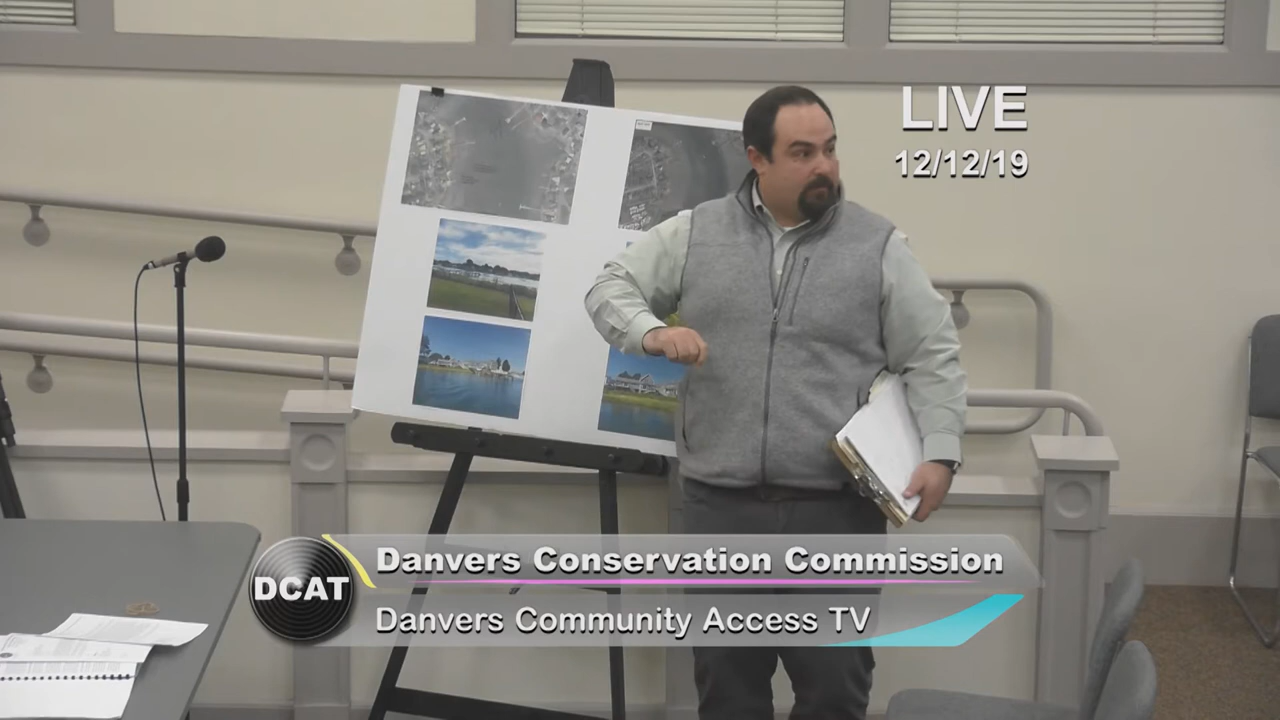 LIVE
12/12/19
Danvers Conservation Commission
DCAT
Danvers Community Access TV